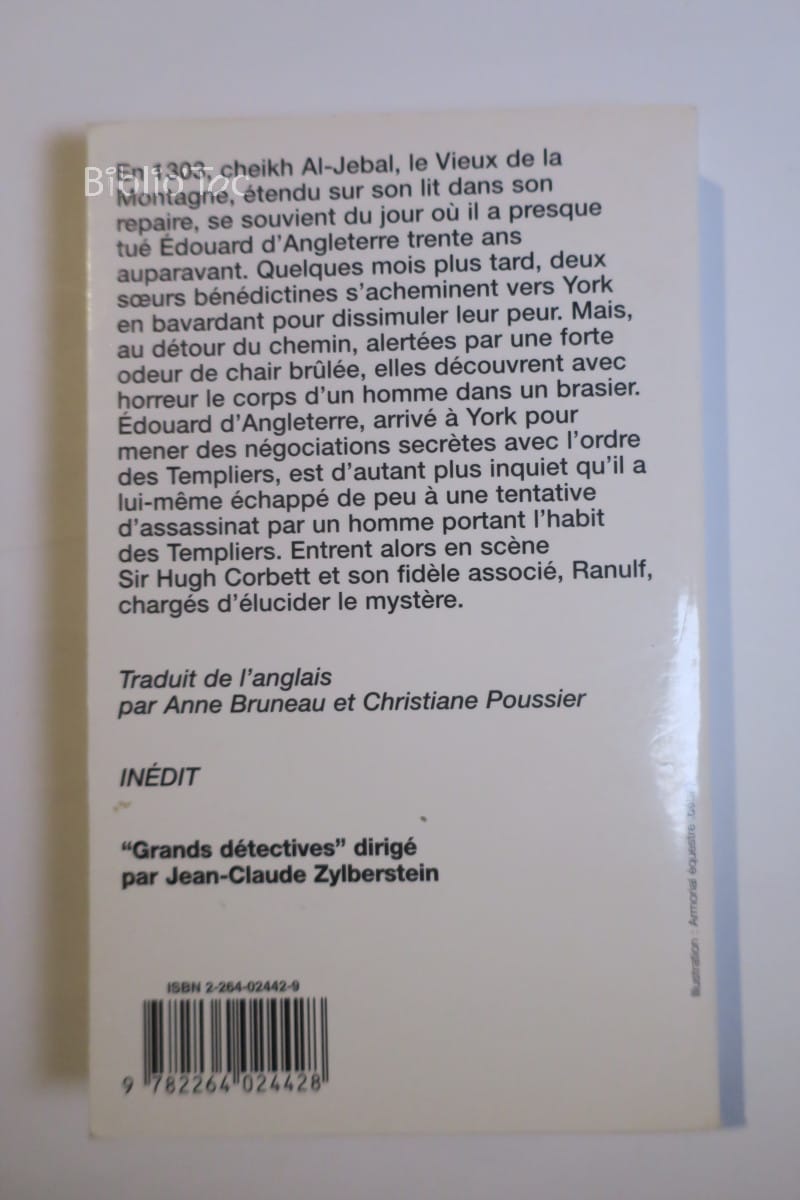 En 1303, cheikh Al-Jebal, le Vieux de la
Montagne, étendu sur son lit dans son
repaire, se souvient du jour où il a presque
tué Édouard d'Angleterre trente ans
auparavant. Quelques mois plus tard, deux
sœurs bénédictines s'acheminent vers York
en bavardant pour dissimuler leur peur. Mais,
au détour du chemin, alertées par une forte
odeur de chair brûlée, elles découvrent avec
horreur le corps d'un homme dans un brasier.
Édouard d'Angleterre, arrivé à York pour
mener des négociations secrètes avec l'ordre
des Templiers, est d'autant plus inquiet qu'il a
lui-même échappé de peu à une tentative
d'assassinat par un homme portant l'habit
des Templiers. Entrent alors en scène
Sir Hugh Corbett et son fidèle associé, Ranulf,
chargés d'élucider le mystère.
Traduit de l'anglais
par Anne Bruneau et Christiane Poussier
INÉDIT
“Grands détectives” dirigé
par Jean-Claude Zylberstein
ISBN 2-264-02442-9
9 782264 024428
Illustration : Armorial équestre
BiblioToc